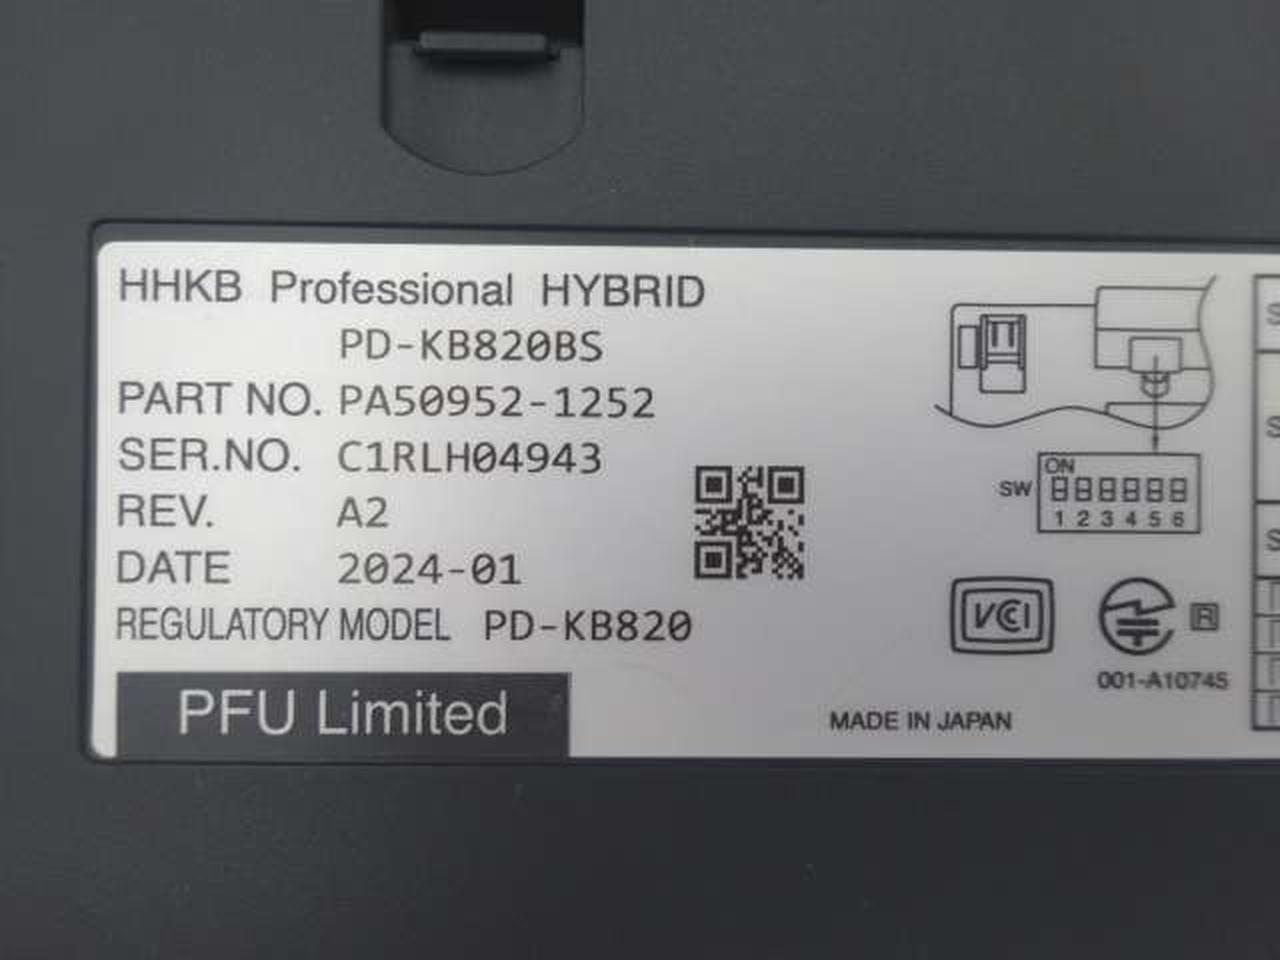 HHKB Professional HYBRID
PD-KB820BS
PART NO. PA50952-1252
SER.NO. C1RLH04943
REV. A2
DATE 2024-01
REGULATORY MODEL PD-KB820
PFU Limited
ON
SW
1 2 3 4 5 6
VCCI
R
001-A10745
MADE IN JAPAN
S
S
S